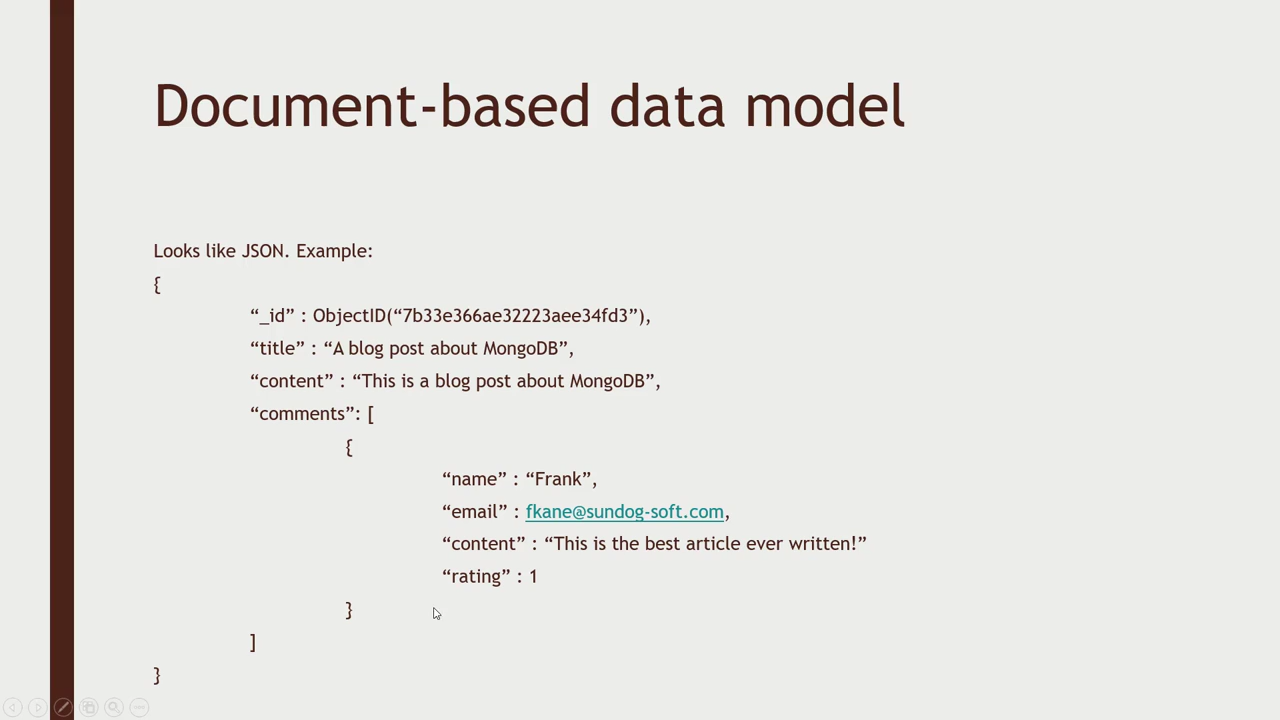 Document-based data model
Looks like JSON. Example:
{
“_id” : ObjectID(“7b33e366ae32223aee34fd3”),
“title” : “A blog post about MongoDB”,
“content” : “This is a blog post about MongoDB”,
“comments”: [
{
“name” : “Frank”,
“email” : fkane@sundog-soft.com,
“content” : “This is the best article ever written!”
“rating” : 1
}
]
}